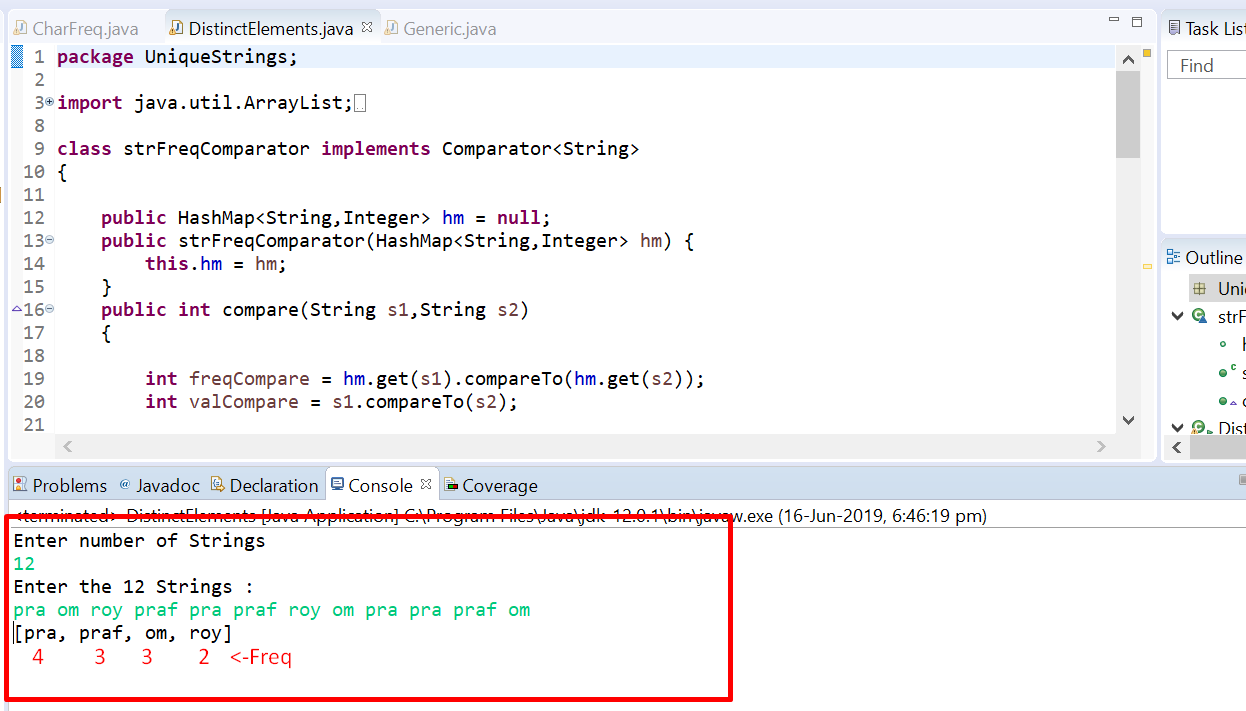 CharFreq.java DistinctElements.java Generic.java
Task List
Find
1 package UniqueStrings;
2
3 import java.util.ArrayList;
8
9 class strFreqComparator implements Comparator<String>
10 {
11
12 public HashMap<String,Integer> hm = null;
13 public strFreqComparator(HashMap<String,Integer> hm) {
14 this.hm = hm;
15 }
16 public int compare(String s1,String s2)
17 {
18
19 int freqCompare = hm.get(s1).compareTo(hm.get(s2));
20 int valCompare = s1.compareTo(s2);
21
Outline
Uni
strF
Dist
Problems @ Javadoc Declaration Console Coverage
<terminated> DistinctElements [Java Application] C:\Program Files\Java\jdk-12.0.1\bin\javaw.exe (16-Jun-2019, 6:46:19 pm)
Enter number of Strings
12
Enter the 12 Strings :
pra om roy praf pra praf roy om pra pra praf om
[pra, praf, om, roy]
4 3 3 2 <-Freq